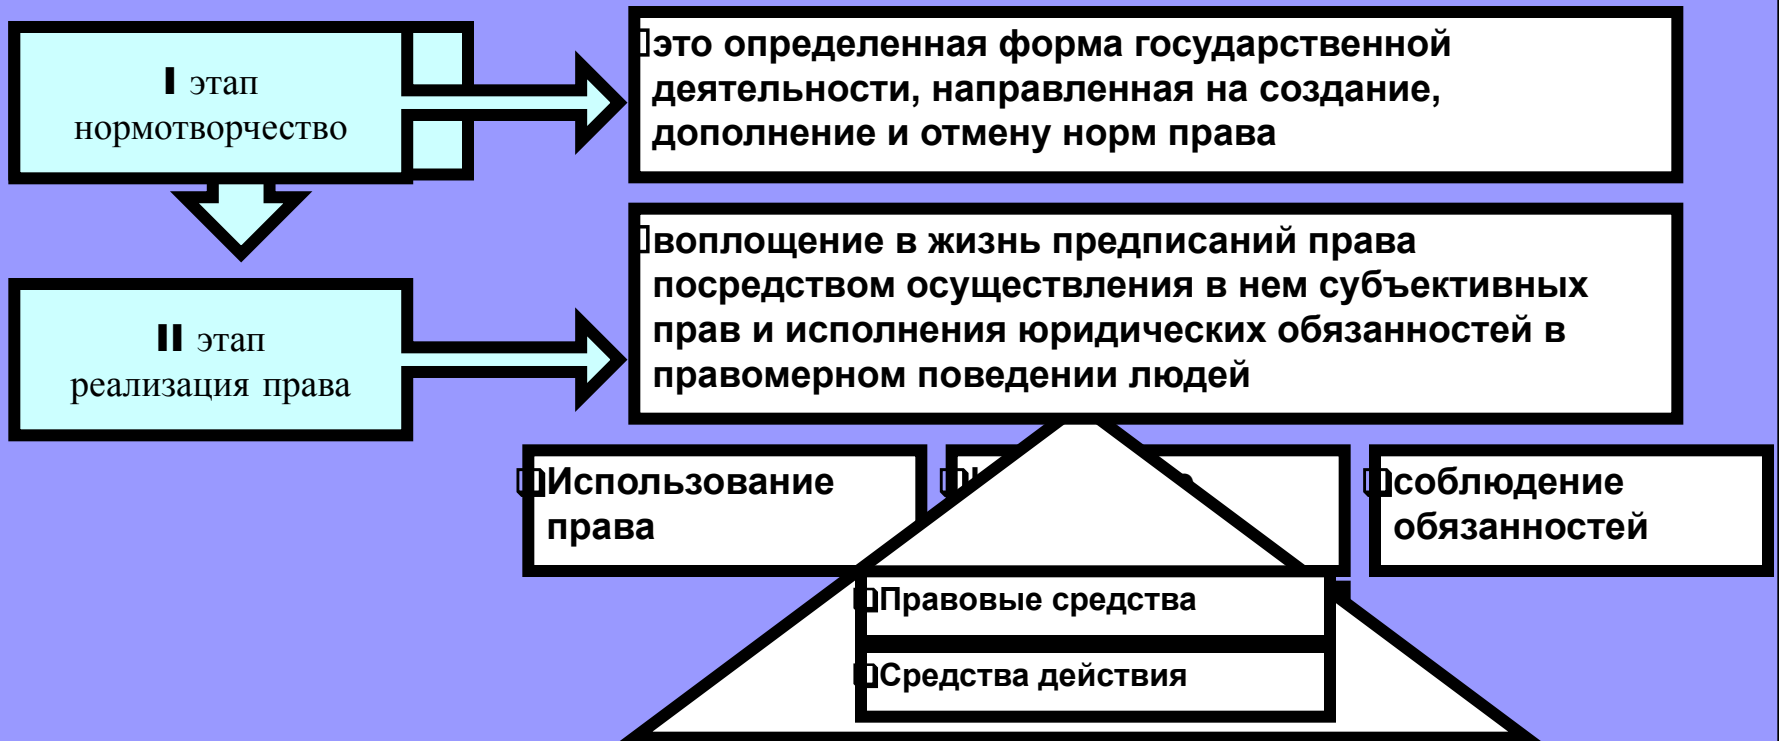 I этап
нормотворчество
это определенная форма государственной
деятельности, направленная на создание,
дополнение и отмену норм права
II этап
реализация права
воплощение в жизнь предписаний права
посредством осуществления в нем субъективных
прав и исполнения юридических обязанностей в
правомерном поведении людей
Использование
права
соблюдение
обязанностей
Правовые средства
Средства действия